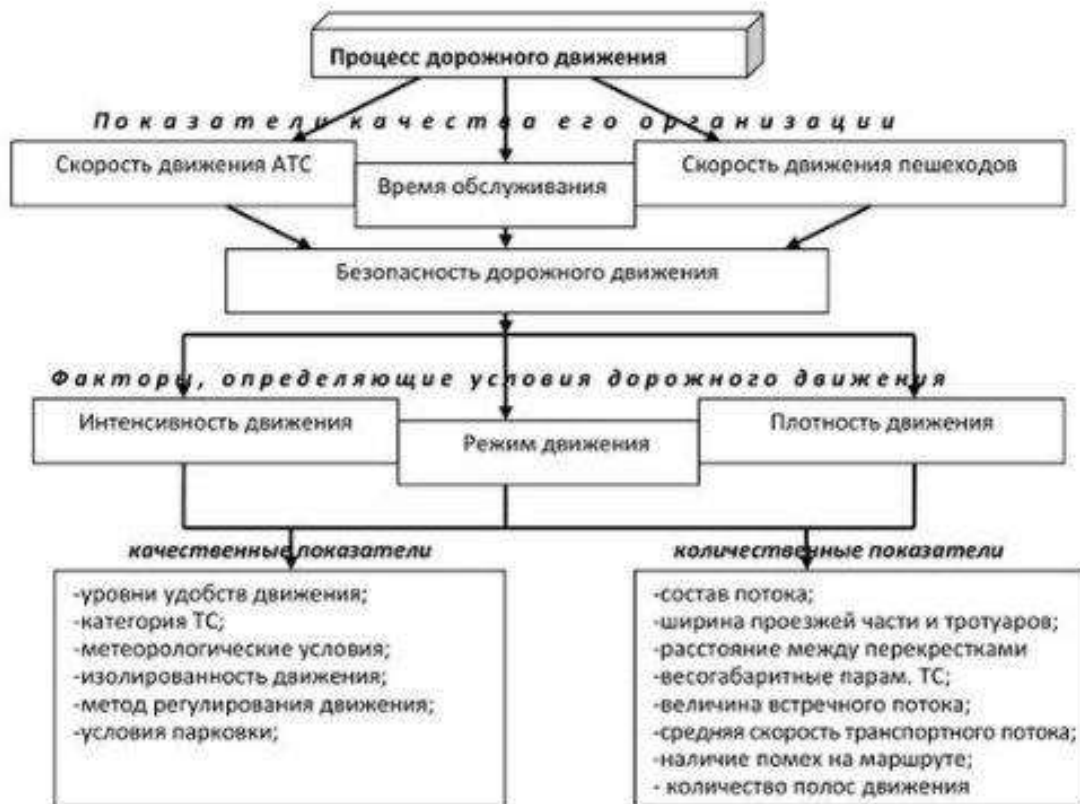 Процесс дорожного движения
Показатели качества его организации
Скорость движения АТС
Время обслуживания
Скорость движения пешеходов
Безопасность дорожного движения
Факторы, определяющие условия дорожного движения
Интенсивность движения
Режим движения
Плотность движения
качественные показатели
-уровни удобств движения;
-категория ТС;
-метеорологические условия;
-изолированность движения;
-метод регулирования движения;
-условия парковки;
количественные показатели
-состав потока;
-ширина проезжей части и тротуаров;
-расстояние между перекрестками
-весогабаритные парам. ТС;
-величина встречного потока;
-средняя скорость транспортного потока;
-наличие помех на маршруте;
- количество полос движения